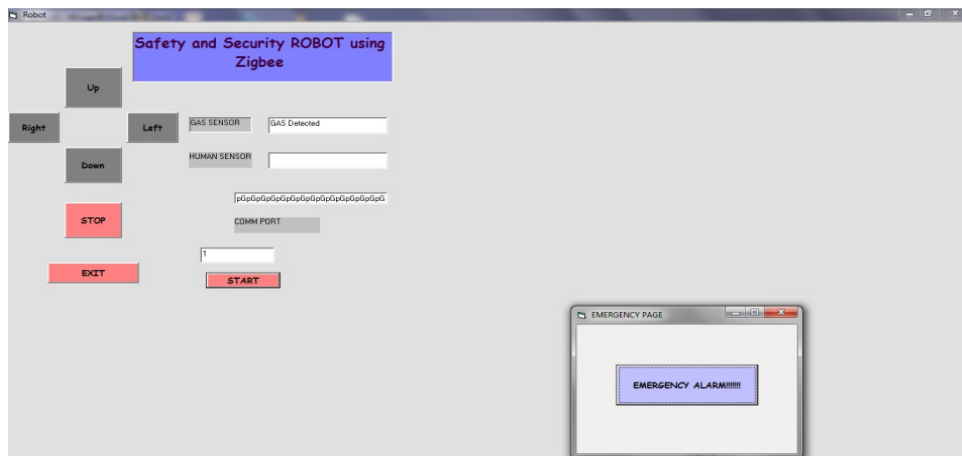 Robot
Safety and Security ROBOT using
Zigbee
Up
Right
Left
GAS SENSOR
GAS Detected
Down
HUMAN SENSOR
pGpGpGpGpGpGpGpGpGpGpGpGpGpGpG
STOP
COMM PORT
1
EXIT
START
EMERGENCY PAGE
EMERGENCY ALARM!!!!!!!